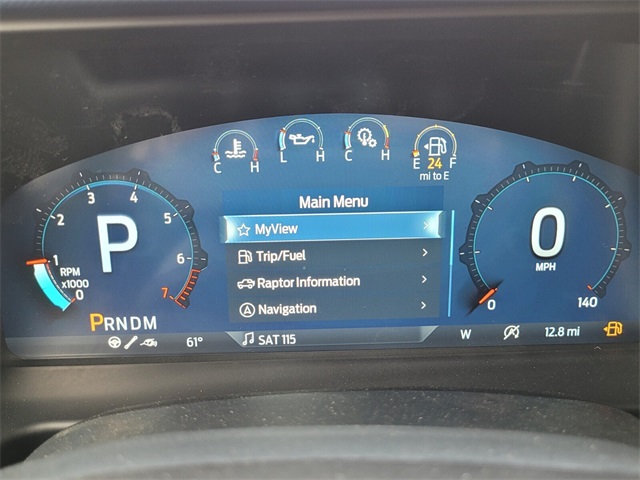 C H
L H
C H
E 24 F
mi to E
Main Menu
MyView
Trip/Fuel
Raptor Information
Navigation
0 1 2 3 4 5 6 7
RPM
x1000
P
PRNDM
0
MPH
0 140
61°
SAT 115
W
12.8 mi